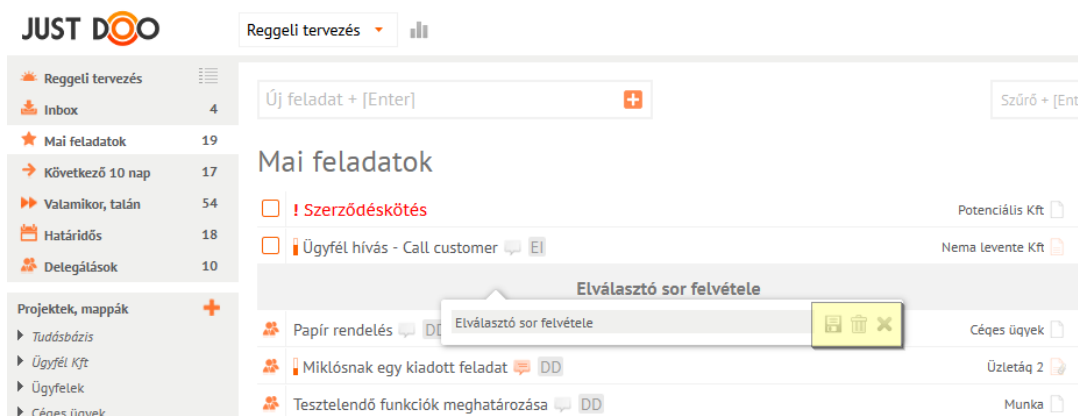 JUST DOO
Reggeli tervezés
Reggeli tervezés
Inbox 4
Mai feladatok 19
Következő 10 nap 17
Valamikor, talán 54
Határidős 18
Delegálások 10
Projektek, mappák
Tudásbázis
Ügyfél Kft
Ügyfelek
Céges ügyek
Új feladat + [Enter]
Szűrő + [Ent
Mai feladatok
! Szerződéskötés Potenciális Kft
Ügyfél hívás - Call customer EI Nema levente Kft
Elválasztó sor felvétele
Elválasztó sor felvétele
Papír rendelés DD Céges ügyek
Miklósnak egy kiadott feladat DD Üzletág 2
Tesztelendő funkciók meghatározása DD Munka